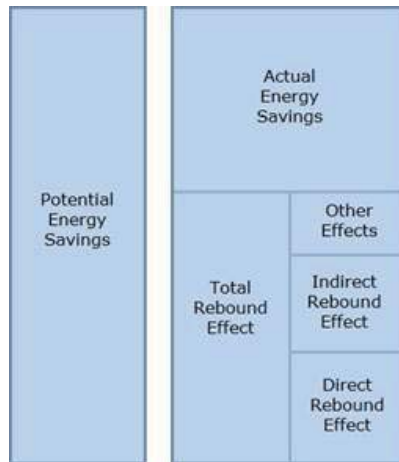 Potential
Energy
Savings
Actual
Energy
Savings
Total
Rebound
Effect
Other
Effects
Indirect
Rebound
Effect
Direct
Rebound
Effect